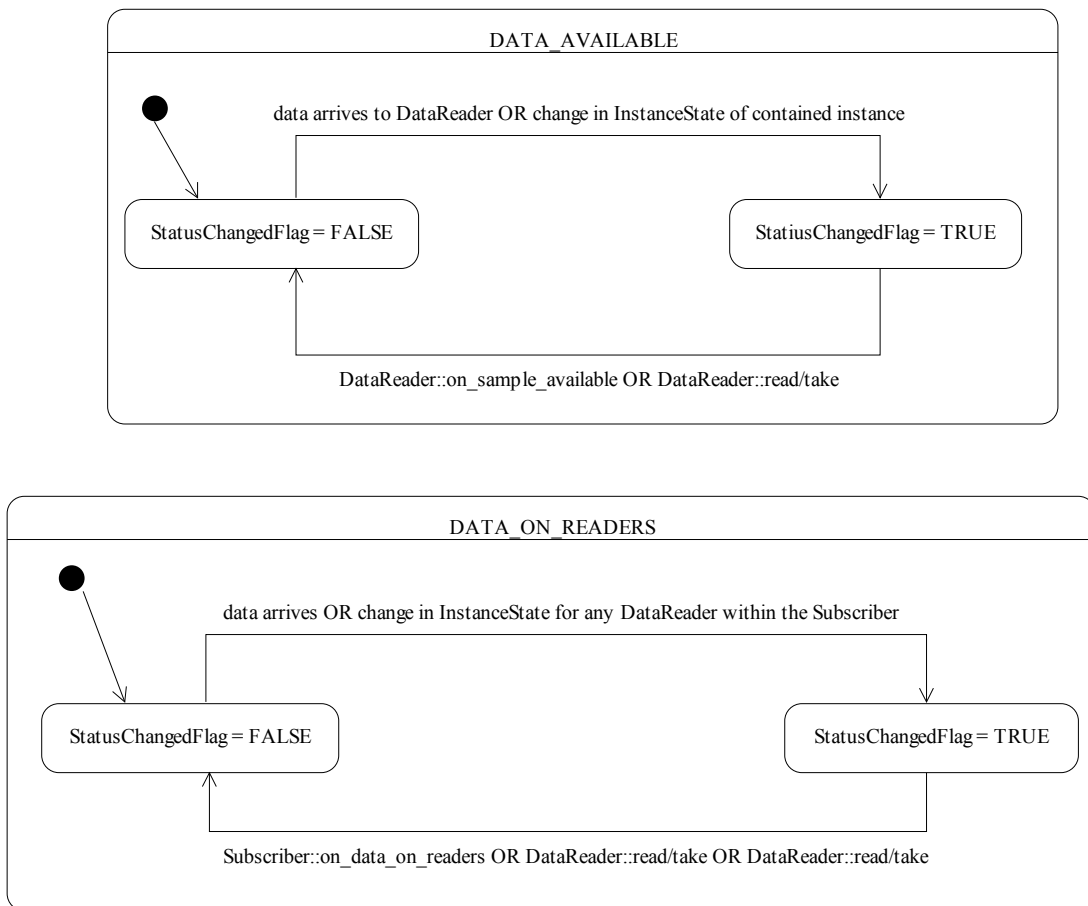 DATA_AVAILABLE
data arrives to DataReader OR change in InstanceState of contained instance
StatusChangedFlag = FALSE
StatiusChangedFlag = TRUE
DataReader::on_sample_available OR DataReader::read/take
DATA_ON_READERS
data arrives OR change in InstanceState for any DataReader within the Subscriber
StatusChangedFlag = FALSE
StatusChangedFlag = TRUE
Subscriber::on_data_on_readers OR DataReader::read/take OR DataReader::read/take